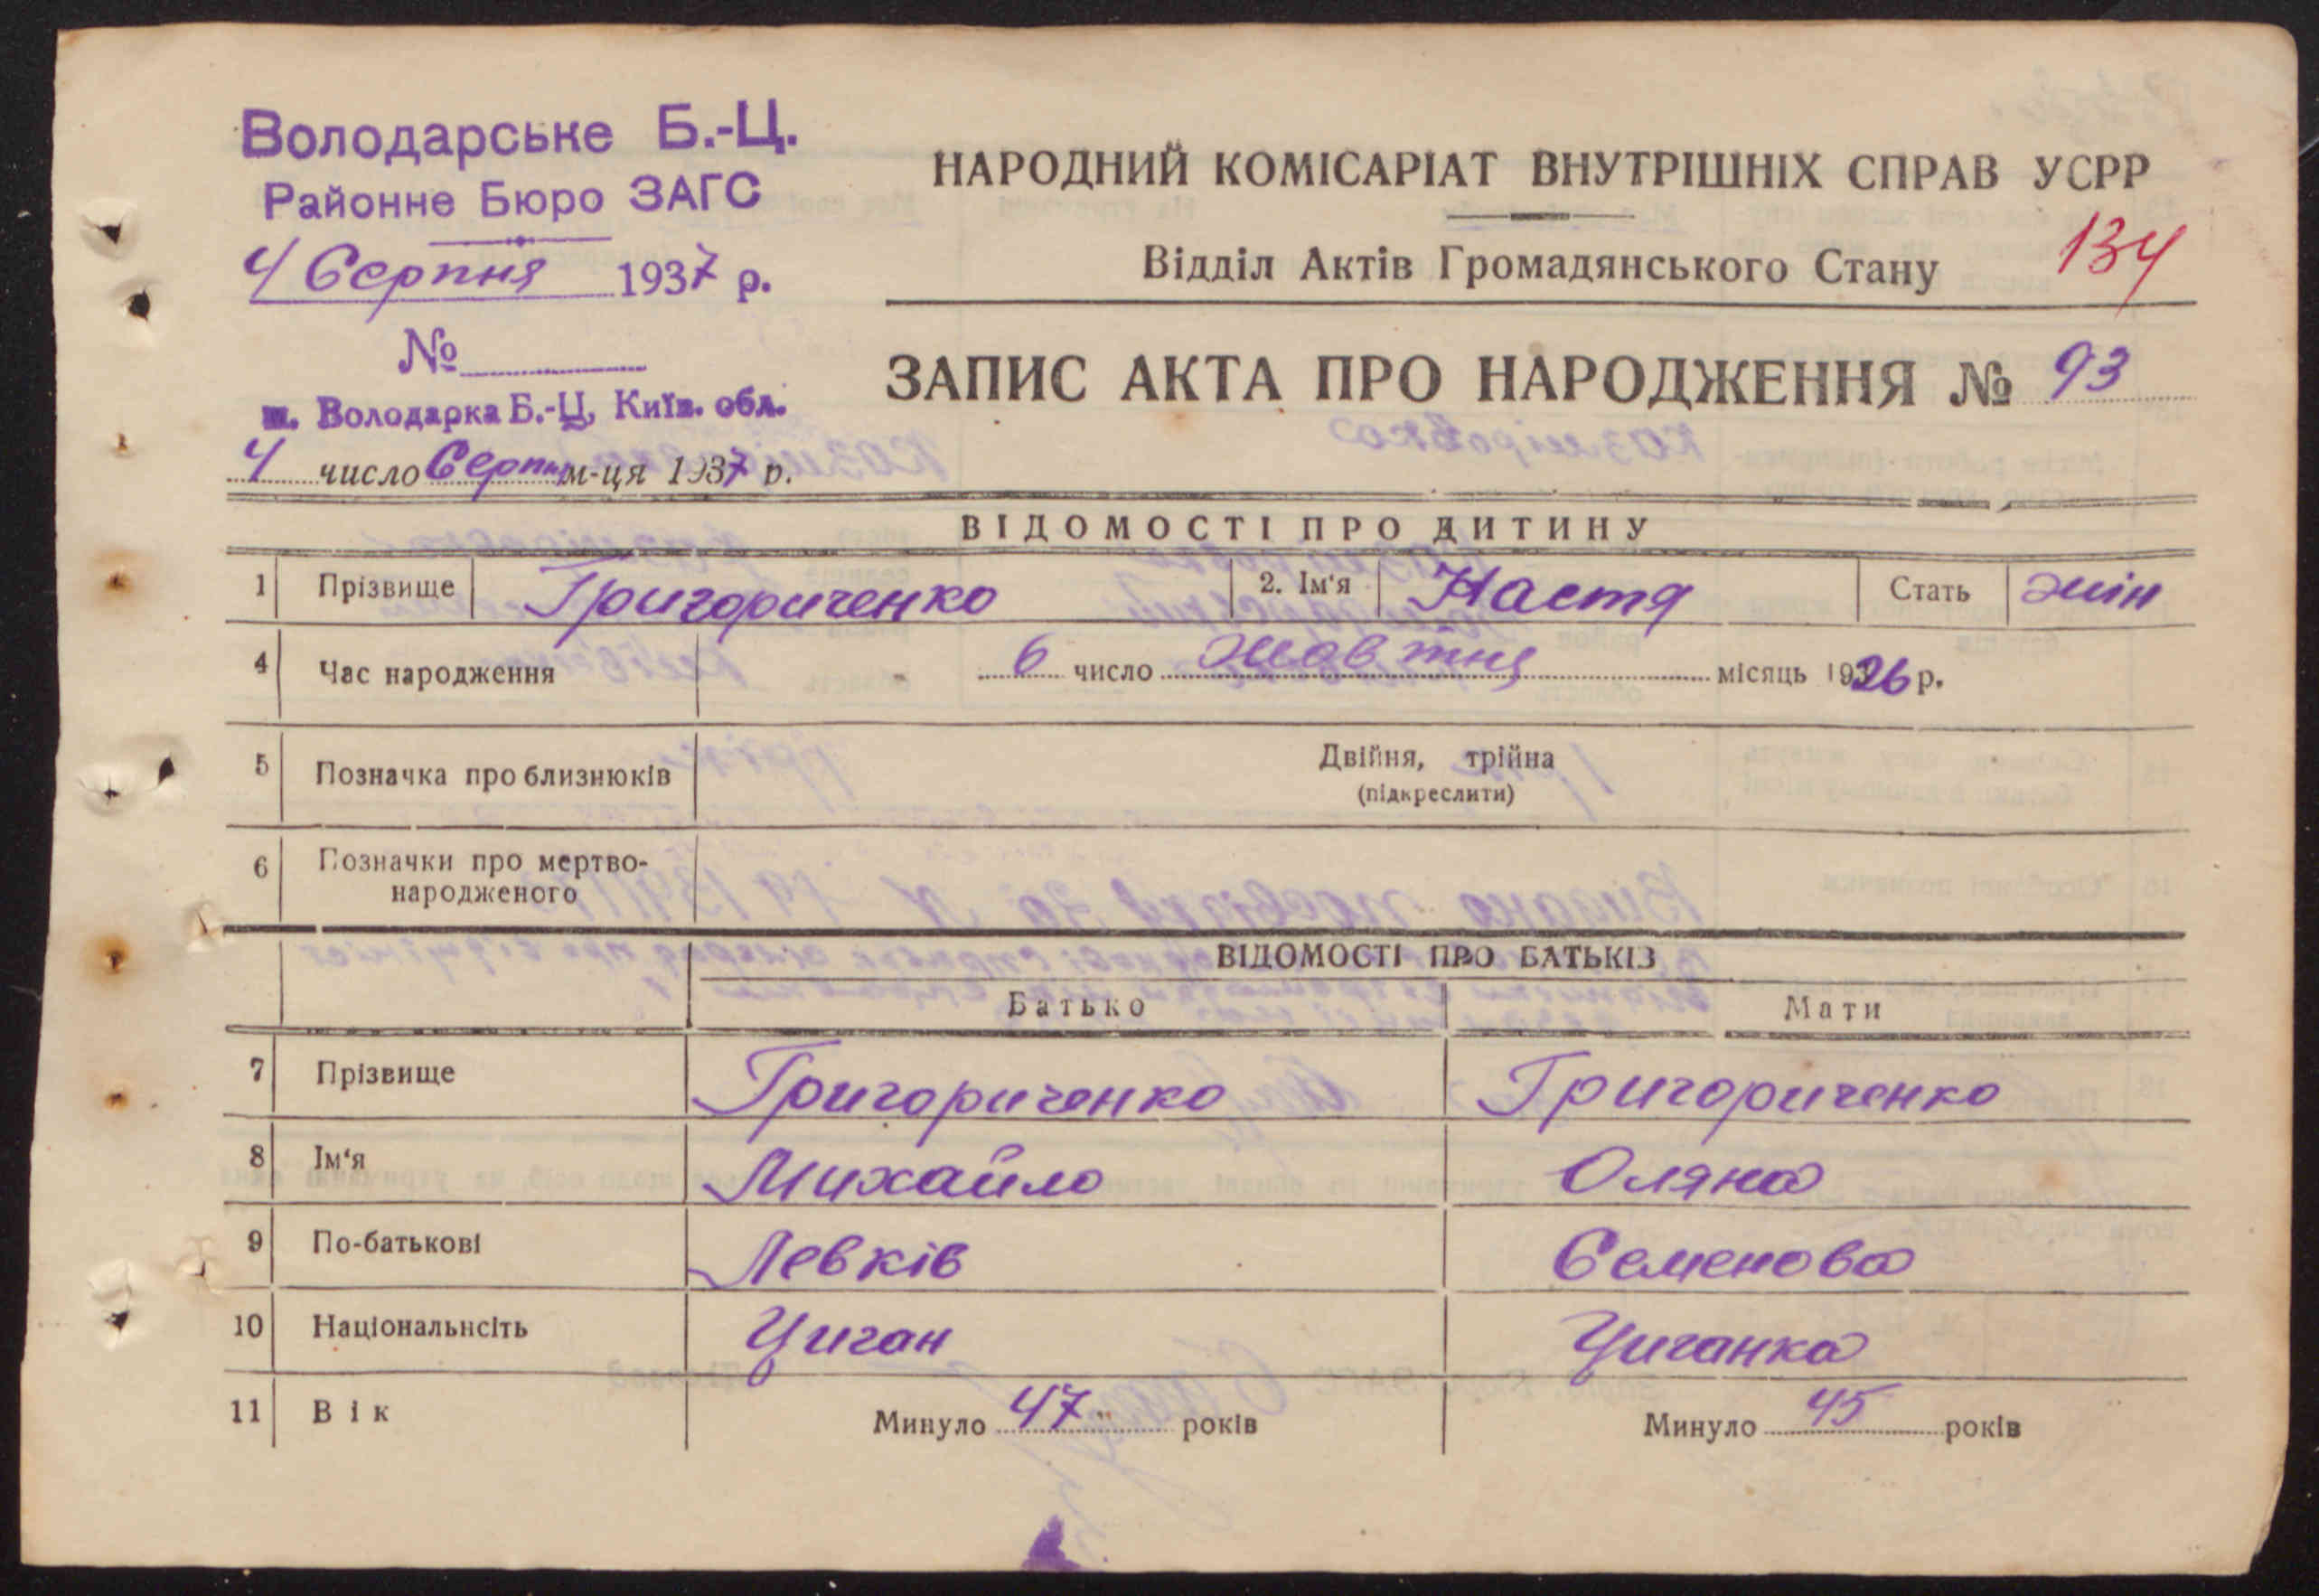 Володарське Б.-Ц.
Районне Бюро ЗАГС
4 Серпня 1937 р.
№
м. Володарка Б.-Ц, Київ. обл.
4 число Серпня м-ця 1937 р.
НАРОДНИЙ КОМІСАРІАТ ВНУТРІШНІХ СПРАВ УСРР
Відділ Актів Громадянського Стану
134
ЗАПИС АКТА ПРО НАРОДЖЕННЯ № 93
ВІДОМОСТІ ПРО ДИТИНУ
1 Прізвище Григориченко 2. Ім'я Настя Стать жін
4 Час народження 6 число жовтня місяць 1926 р.
5 Позначка про близнюків Двійня, трійна
(підкреслити)
6 Позначки про мертво-
народженого
ВІДОМОСТІ ПРО БАТЬКІВ
Батько Мати
7 Прізвище Григориченко Григориченко
8 Ім'я Михайло Оляна
9 По-батькові Левків Семенова
10 Національнсіть Циган Циганка
11 Вік Минуло 47 років Минуло 45 років